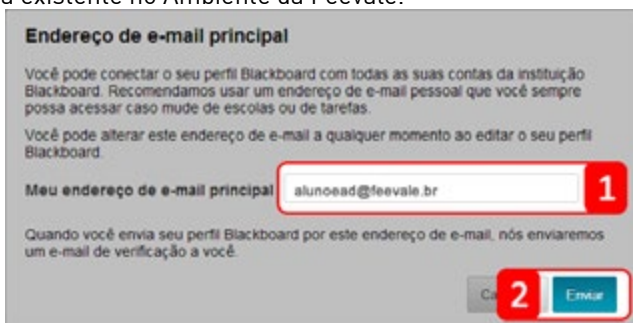 a existente no Ambiente da Feevale.
Endereço de e-mail principal
Você pode conectar o seu perfil Blackboard com todas as suas contas da instituição
Blackboard. Recomendamos usar um endereço de e-mail pessoal que você sempre
possa acessar caso mude de escolas ou de tarefas.
Você pode alterar este endereço de e-mail a qualquer momento ao editar o seu perfil
Blackboard.
Meu endereço de e-mail principal alunoead@feevale.br 1
Quando você envia seu perfil Blackboard por este endereço de e-mail, nós enviaremos
um e-mail de verificação a você.
2 Enviar